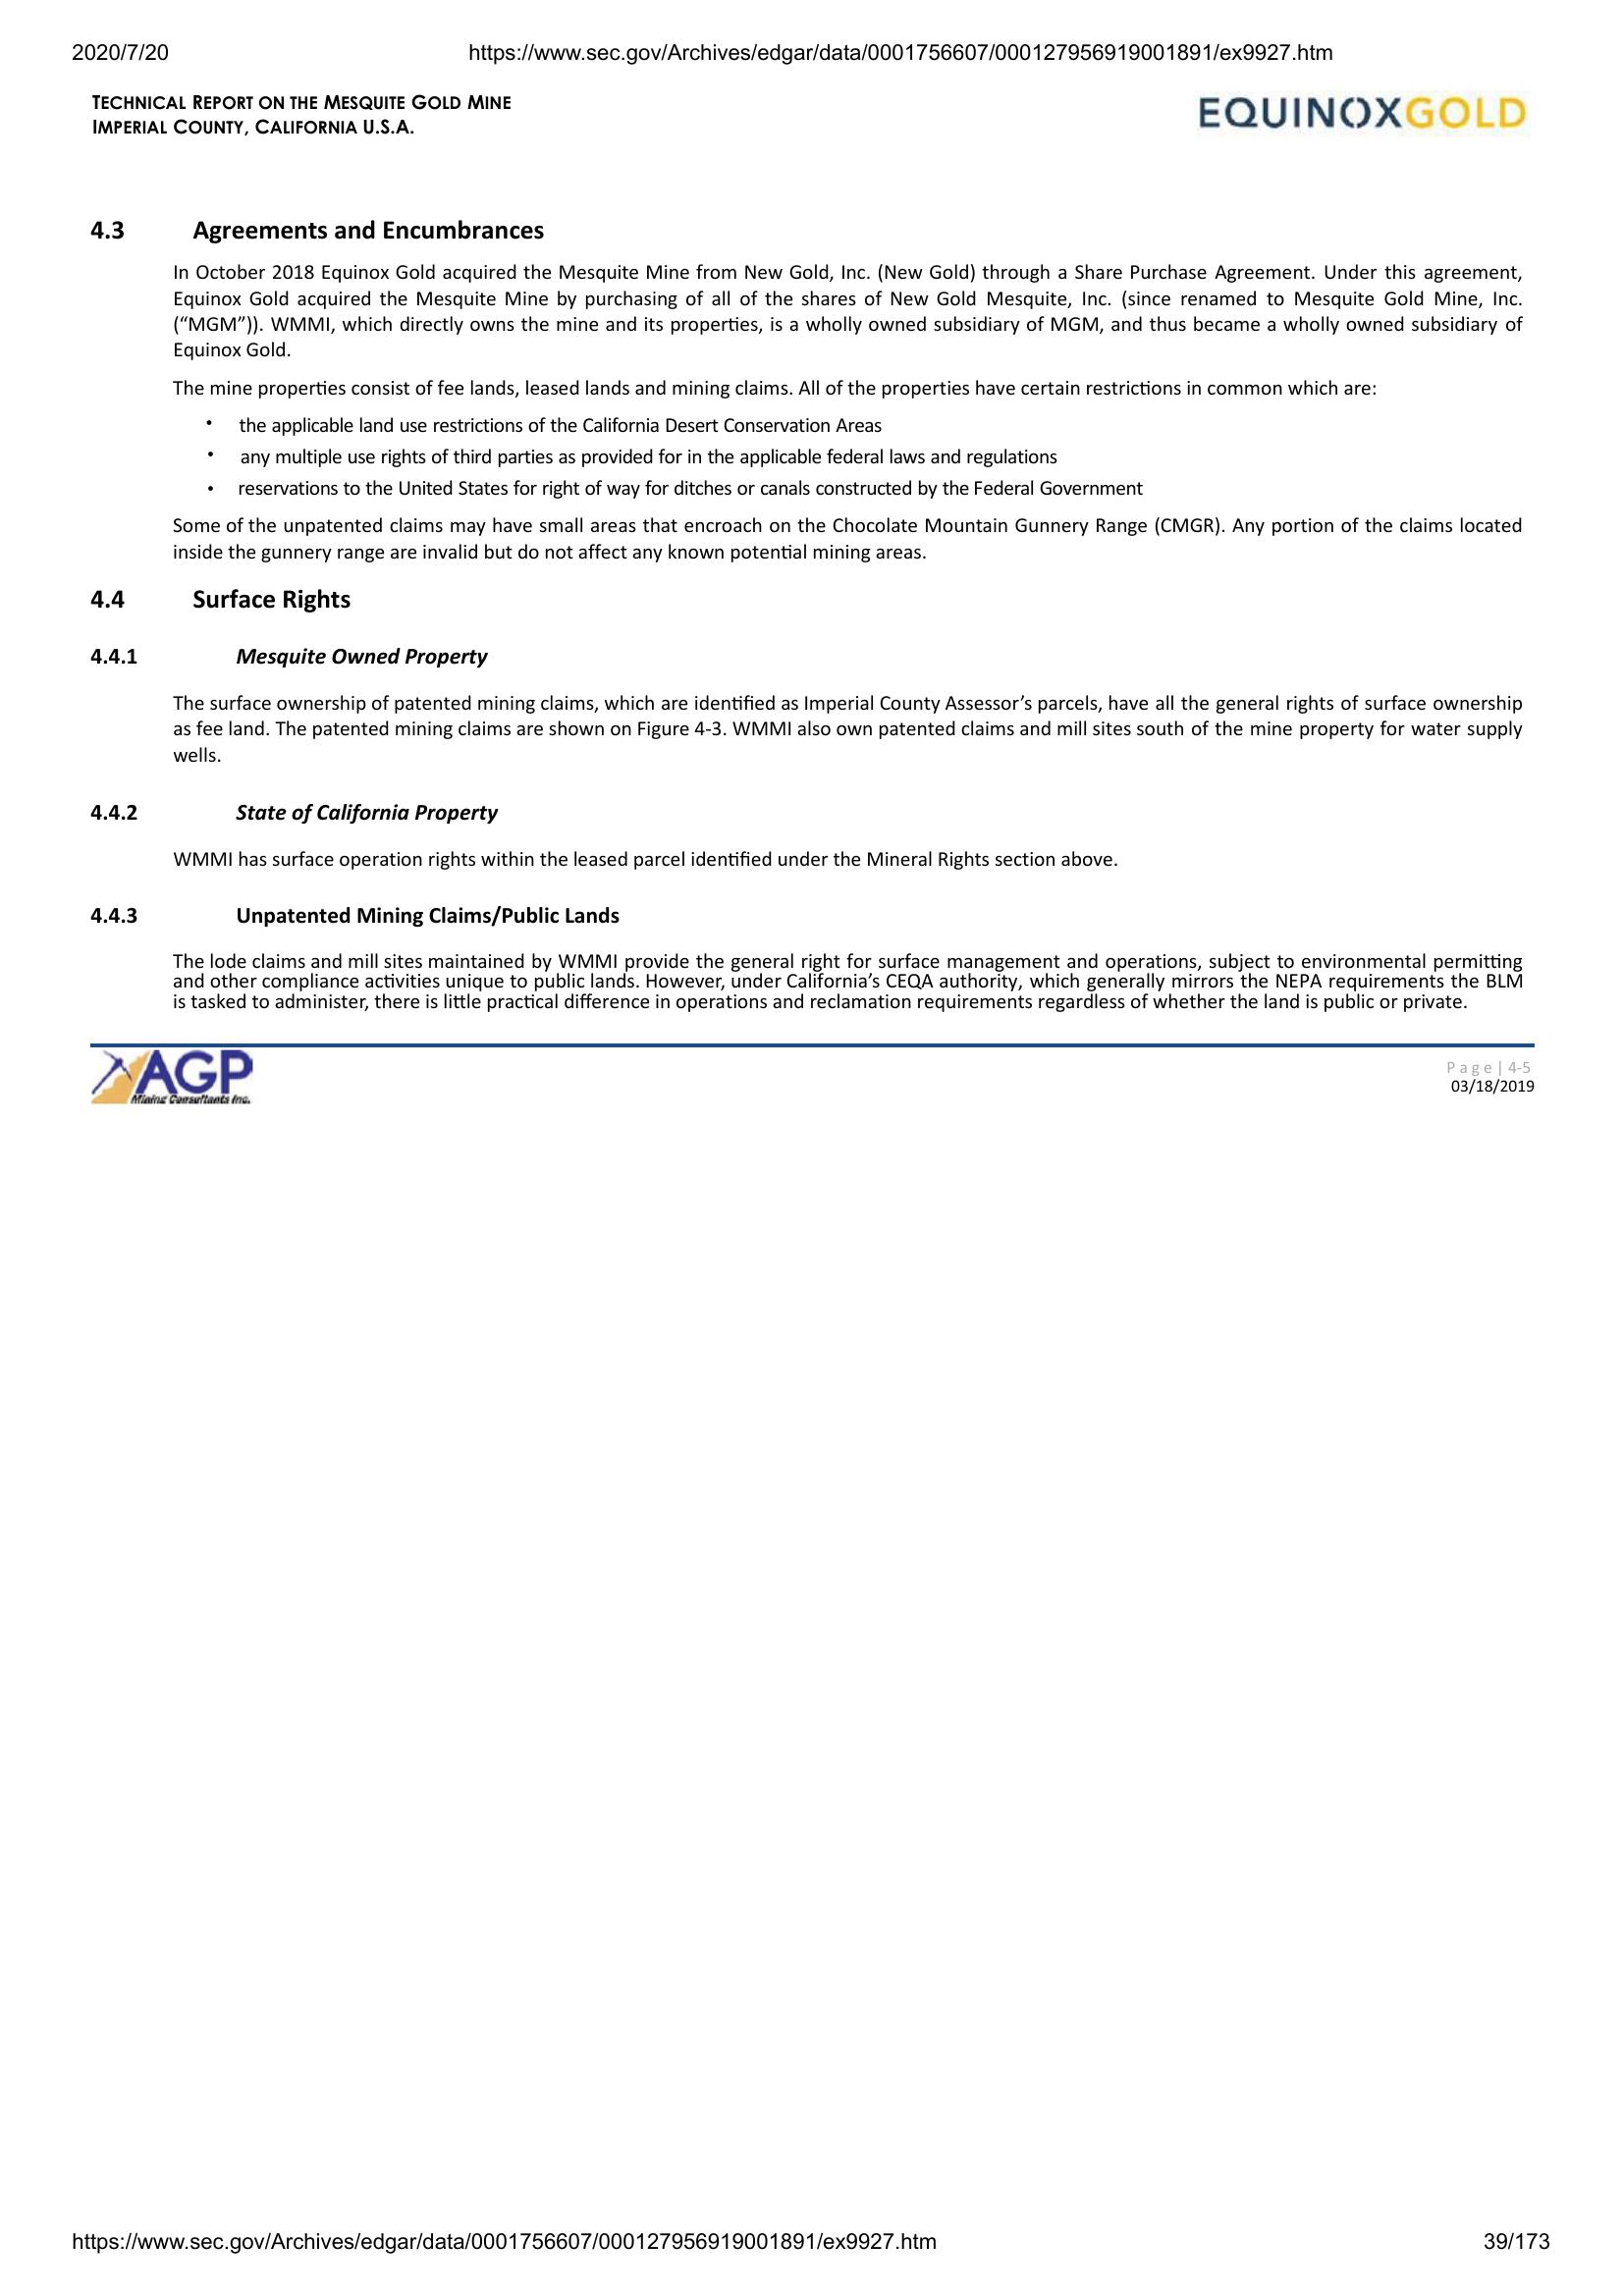 2020/7/20 https://www.sec.gov/Archives/edgar/data/0001756607/000127956919001891/ex9927.htm
TECHNICAL REPORT ON THE MESQUITE GOLD MINE
IMPERIAL COUNTY, CALIFORNIA U.S.A.
EQUINOXGOLD
4.3 Agreements and Encumbrances
In October 2018 Equinox Gold acquired the Mesquite Mine from New Gold, Inc. (New Gold) through a Share Purchase Agreement. Under this agreement,
Equinox Gold acquired the Mesquite Mine by purchasing of all of the shares of New Gold Mesquite, Inc. (since renamed to Mesquite Gold Mine, Inc.
(“MGM”)). WMMI, which directly owns the mine and its properties, is a wholly owned subsidiary of MGM, and thus became a wholly owned subsidiary of
Equinox Gold.
The mine properties consist of fee lands, leased lands and mining claims. All of the properties have certain restrictions in common which are:
• the applicable land use restrictions of the California Desert Conservation Areas
• any multiple use rights of third parties as provided for in the applicable federal laws and regulations
• reservations to the United States for right of way for ditches or canals constructed by the Federal Government
Some of the unpatented claims may have small areas that encroach on the Chocolate Mountain Gunnery Range (CMGR). Any portion of the claims located
inside the gunnery range are invalid but do not affect any known potential mining areas.
4.4 Surface Rights
4.4.1 Mesquite Owned Property
The surface ownership of patented mining claims, which are identified as Imperial County Assessor’s parcels, have all the general rights of surface ownership
as fee land. The patented mining claims are shown on Figure 4-3. WMMI also own patented claims and mill sites south of the mine property for water supply
wells.
4.4.2 State of California Property
WMMI has surface operation rights within the leased parcel identified under the Mineral Rights section above.
4.4.3 Unpatented Mining Claims/Public Lands
The lode claims and mill sites maintained by WMMI provide the general right for surface management and operations, subject to environmental permitting
and other compliance activities unique to public lands. However, under California’s CEQA authority, which generally mirrors the NEPA requirements the BLM
is tasked to administer, there is little practical difference in operations and reclamation requirements regardless of whether the land is public or private.
AGP
Mining Consultants Inc.
Page | 4-5
03/18/2019
https://www.sec.gov/Archives/edgar/data/0001756607/000127956919001891/ex9927.htm 39/173